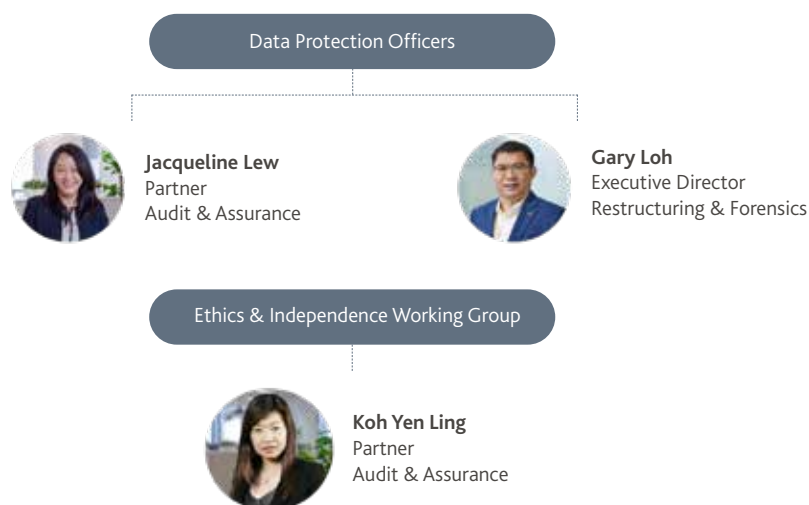 Data Protection Officers
Jacqueline Lew
Partner
Audit & Assurance
Gary Loh
Executive Director
Restructuring & Forensics
Ethics & Independence Working Group
Koh Yen Ling
Partner
Audit & Assurance